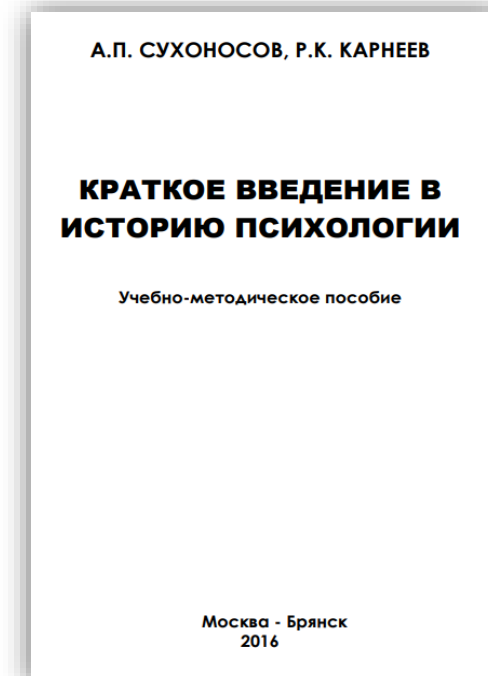 А.П. СУХОНОСОВ, Р.К. КАРНЕЕВ
КРАТКОЕ ВВЕДЕНИЕ В
ИСТОРИЮ ПСИХОЛОГИИ
Учебно-методическое пособие
Москва - Брянск
2016